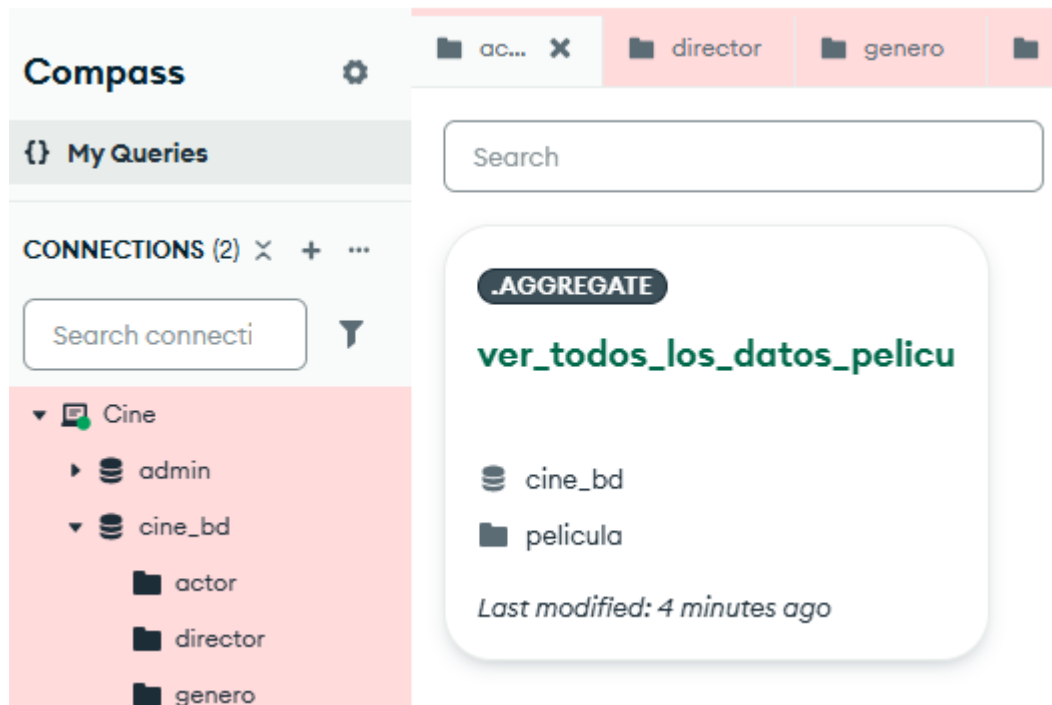 Compass
{} My Queries
CONNECTIONS (2)
Search connecti
Cine
admin
cine_bd
actor
director
genero
ac...
director
genero
Search
.AGGREGATE
ver_todos_los_datos_pelicu
cine_bd
pelicula
Last modified: 4 minutes ago